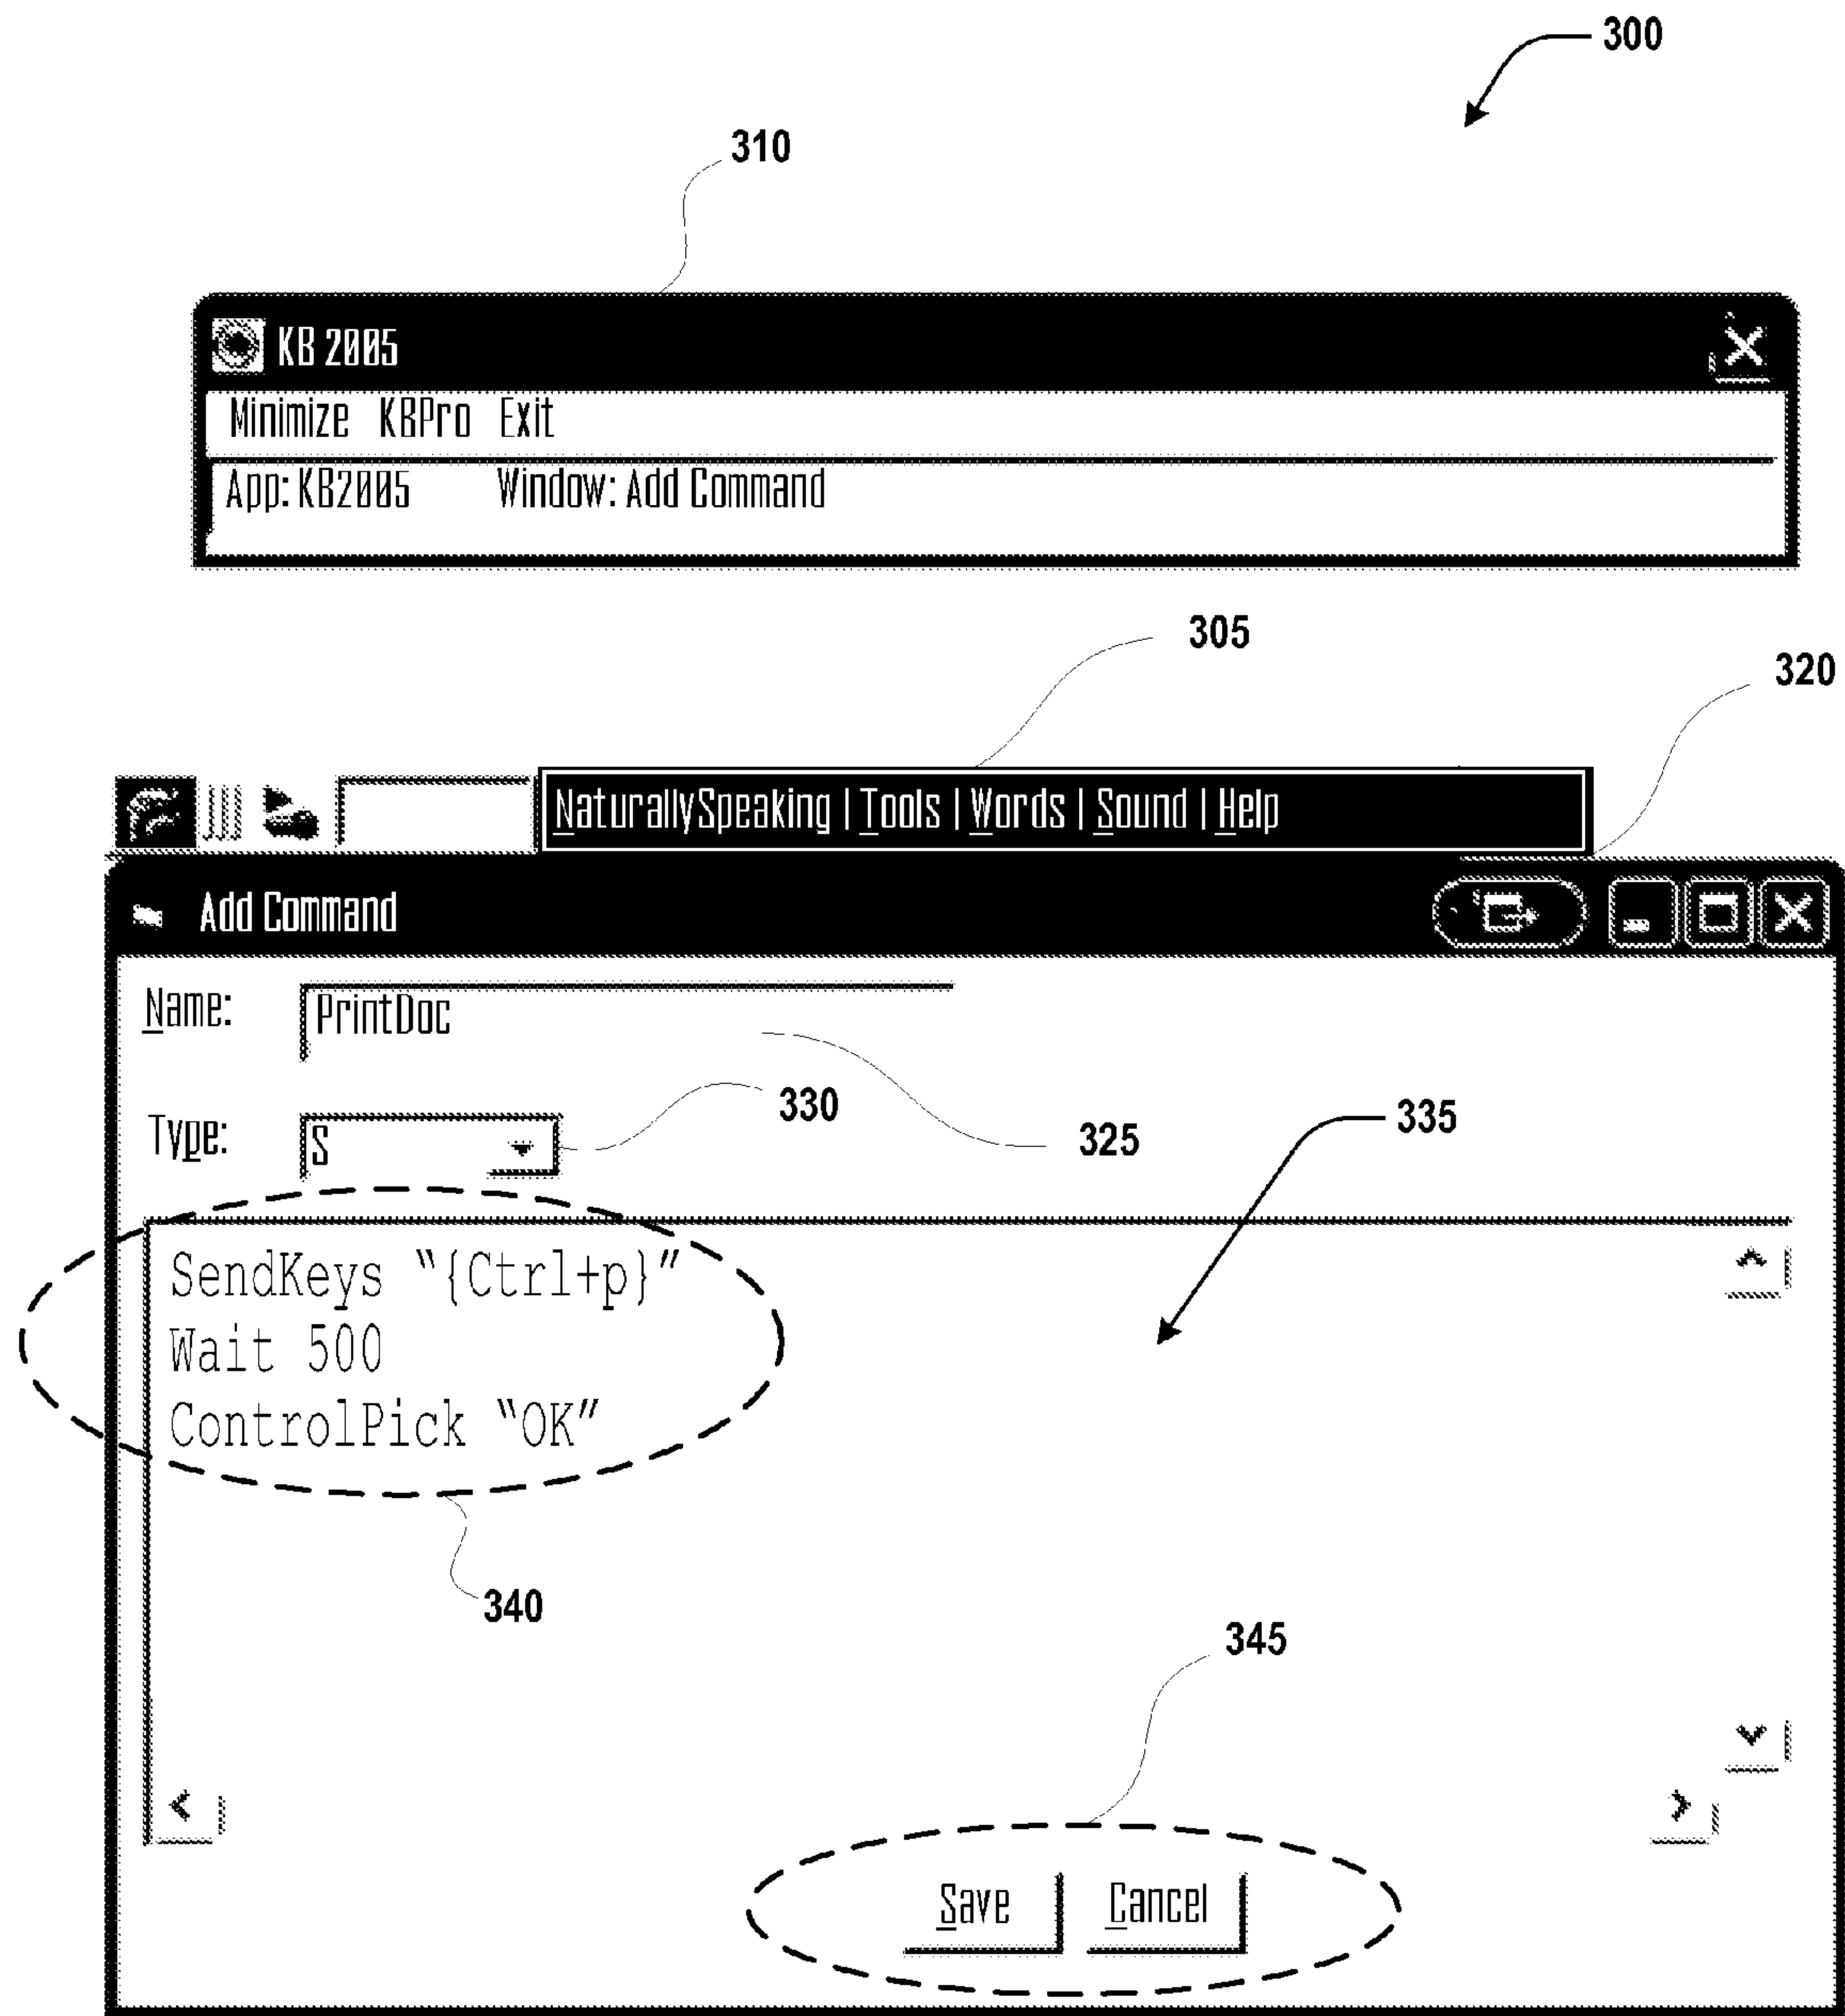 300
310
KB 2005
Minimize KBPro Exit
App: KB2005 Window: Add Command
305
320
NaturallySpeaking | Tools | Words | Sound | Help
Add Command
Name: PrintDoc
330
325
335
Type: S
SendKeys “{Ctrl+p}”
Wait 500
ControlPick “OK”
340
345
Save Cancel